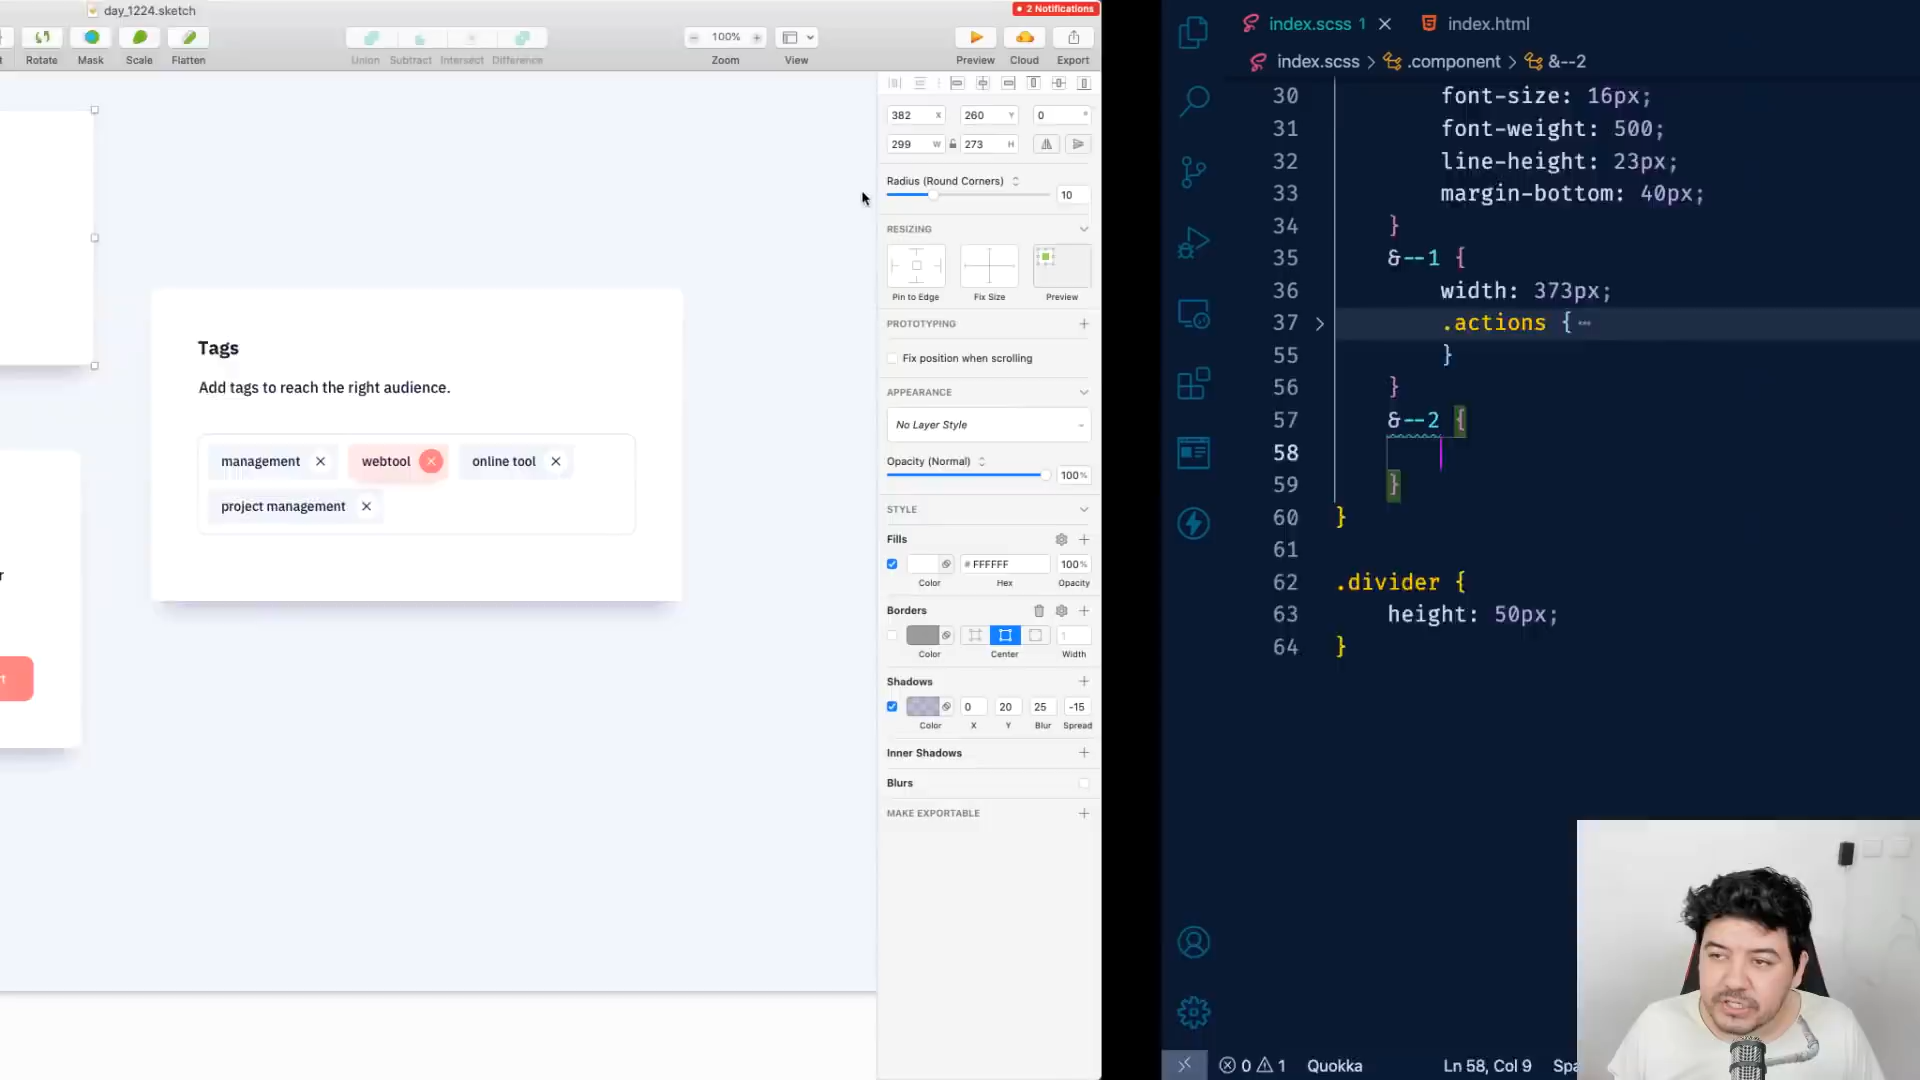 day_1224.sketch
2 Notifications
Rotate
Mask
Scale
Flatten
Union
Subtract
Intersect
Difference
100%
Zoom
View
Preview
Cloud
Export
382 X
260 Y
0 °
299 W
273 H
Radius (Round Corners)
10
RESIZING
Pin to Edge
Fix Size
Preview
PROTOTYPING
Fix position when scrolling
APPEARANCE
No Layer Style
Opacity (Normal)
100%
STYLE
Fills
# FFFFFF
100%
Color
Hex
Opacity
Borders
1
Color
Center
Width
Shadows
0
20
25
-15
Color
X
Y
Blur
Spread
Inner Shadows
Blurs
MAKE EXPORTABLE
Tags
Add tags to reach the right audience.
management
webtool
online tool
project management
r
index.scss 1
index.html
index.scss > .component > &--2
30 font-size: 16px;
31 font-weight: 500;
32 line-height: 23px;
33 margin-bottom: 40px;
34 }
35 &--1 {
36 width: 373px;
37 .actions { ⋯
55 }
56 }
57 &--2 {
58
59 }
60 }
61
62 .divider {
63 height: 50px;
64 }
0
1
Quokka
Ln 58, Col 9
Spa